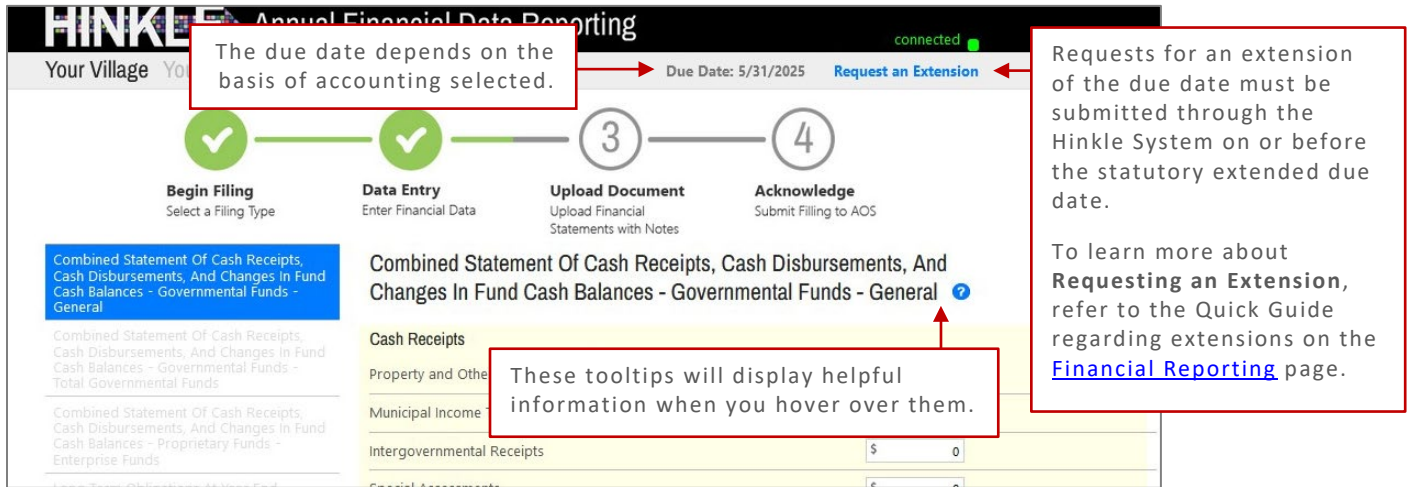 HINKLE Annual Financial Data Reporting
connected
The due date depends on the
basis of accounting selected.
Your Village
Due Date: 5/31/2025 Request an Extension
Requests for an extension
of the due date must be
submitted through the
Hinkle System on or before
the statutory extended due
date.
To learn more about
Requesting an Extension,
refer to the Quick Guide
regarding extensions on the
Financial Reporting page.
3
4
Begin Filing
Select a Filing Type
Data Entry
Enter Financial Data
Upload Document
Upload Financial
Statements with Notes
Acknowledge
Submit Filling to AOS
Combined Statement Of Cash Receipts,
Cash Disbursements, And Changes In Fund
Cash Balances - Governmental Funds -
General
Combined Statement Of Cash Receipts,
Cash Disbursements, And Changes In Fund
Cash Balances - Governmental Funds -
Total Governmental Funds
Combined Statement Of Cash Receipts,
Cash Disbursements, And Changes In Fund
Cash Balances - Proprietary Funds -
Enterprise Funds
Combined Statement Of Cash Receipts, Cash Disbursements, And
Changes In Fund Cash Balances - Governmental Funds - General ?
Cash Receipts
Property and Othe
These tooltips will display helpful
information when you hover over them.
Municipal Income
Intergovernmental Receipts $ 0